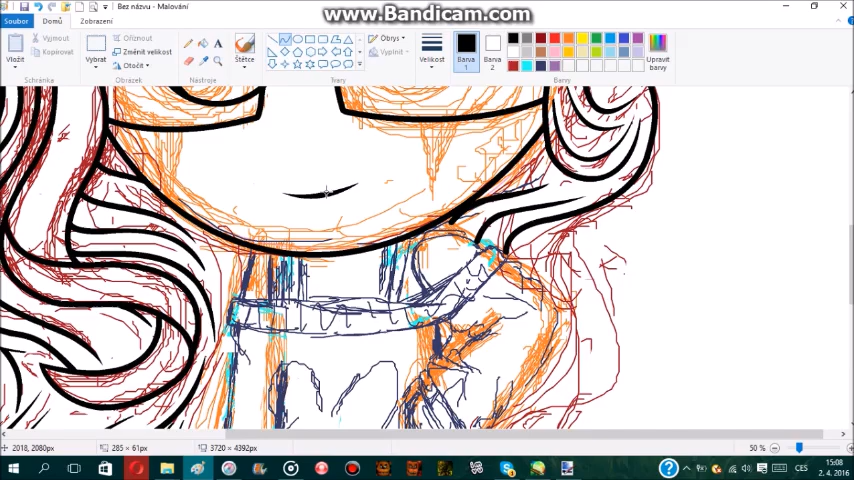 www.Bandicam.com
Bez názvu - Malování
Soubor Domů Zobrazení
Vložit
Vyjmout
Kopírovat
Schránka
Vybrat
Oříznout
Změnit velikost
Otočit
Obrázek
Nástroje
Štětce
Obrys
Výplň
Tvary
Velikost
Barva 1
Barva 2
Upravit barvy
Barvy
2018, 2080px
285 × 61px
3720 × 4392px
50 %
CES
15:08
2. 4. 2016